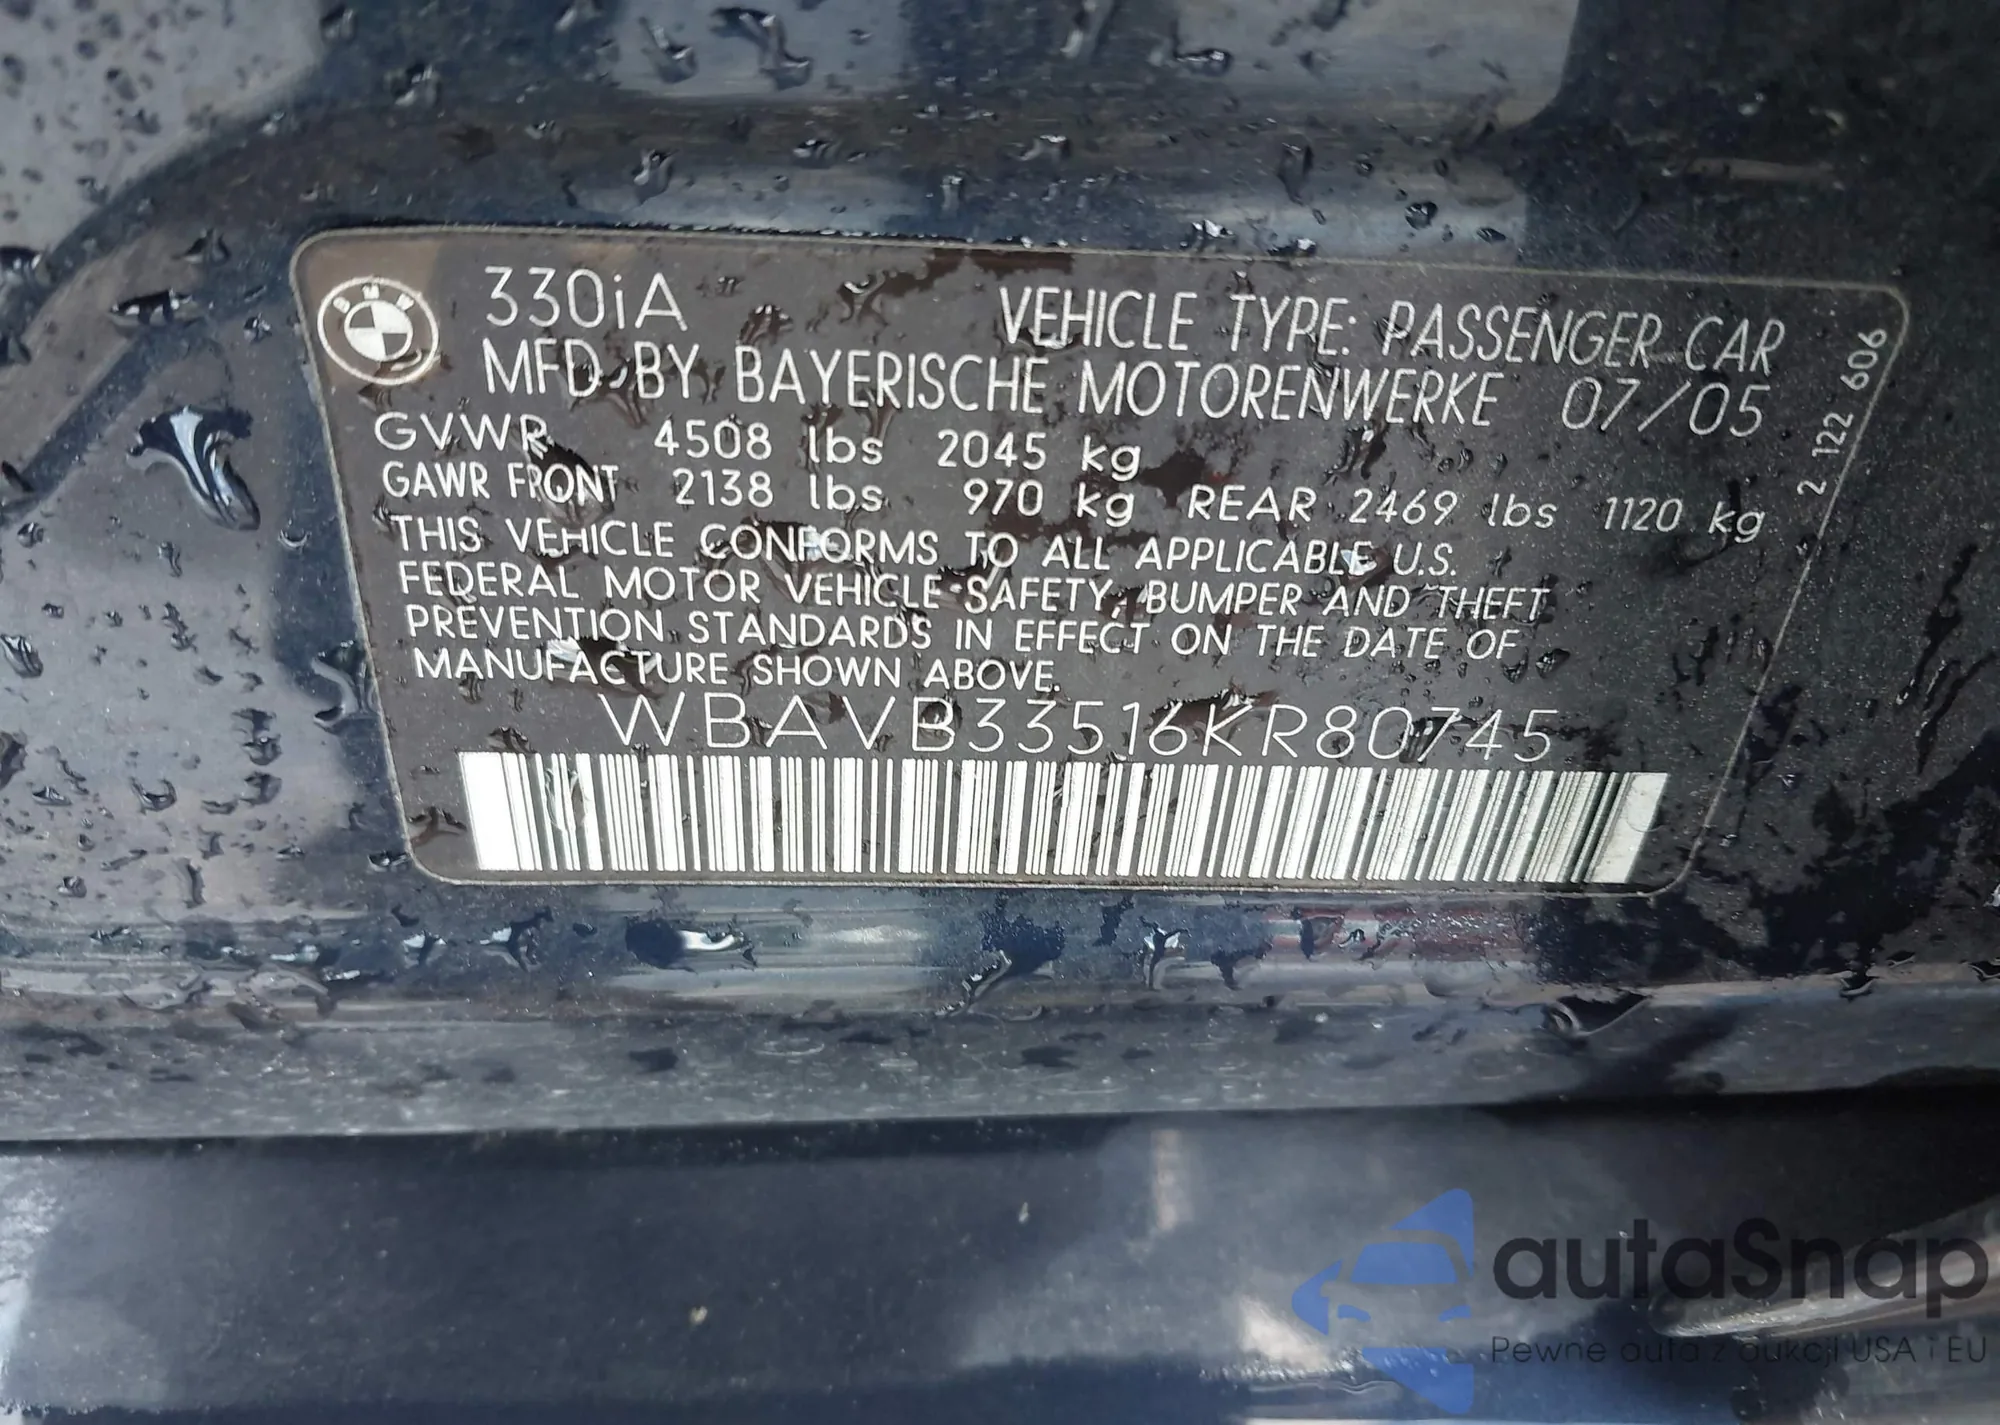 BMW
330iA
VEHICLE TYPE: PASSENGER CAR
MFD BY BAYERISCHE MOTORENWERKE 07/05
GVWR 4508 lbs 2045 kg
GAWR FRONT 2138 lbs 970 kg REAR 2469 lbs 1120 kg
2 122 606
THIS VEHICLE CONFORMS TO ALL APPLICABLE U.S.
FEDERAL MOTOR VEHICLE SAFETY, BUMPER AND THEFT
PREVENTION STANDARDS IN EFFECT ON THE DATE OF
MANUFACTURE SHOWN ABOVE.
WBAVB33516KR80745
autaSnap
Pewne auta z aukcji USA i EU